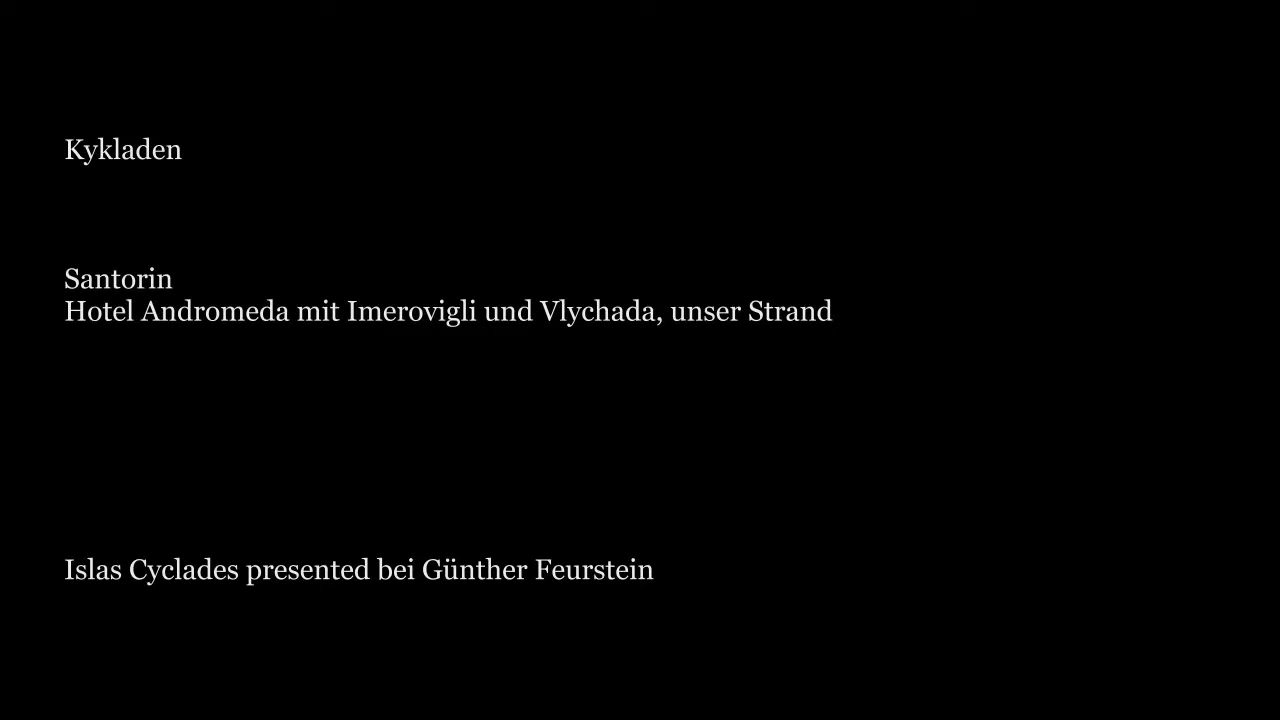 Kykladen
Santorin
Hotel Andromeda mit Imerovigli und Vlychada, unser Strand
Islas Cyclades presented bei Günther Feurstein